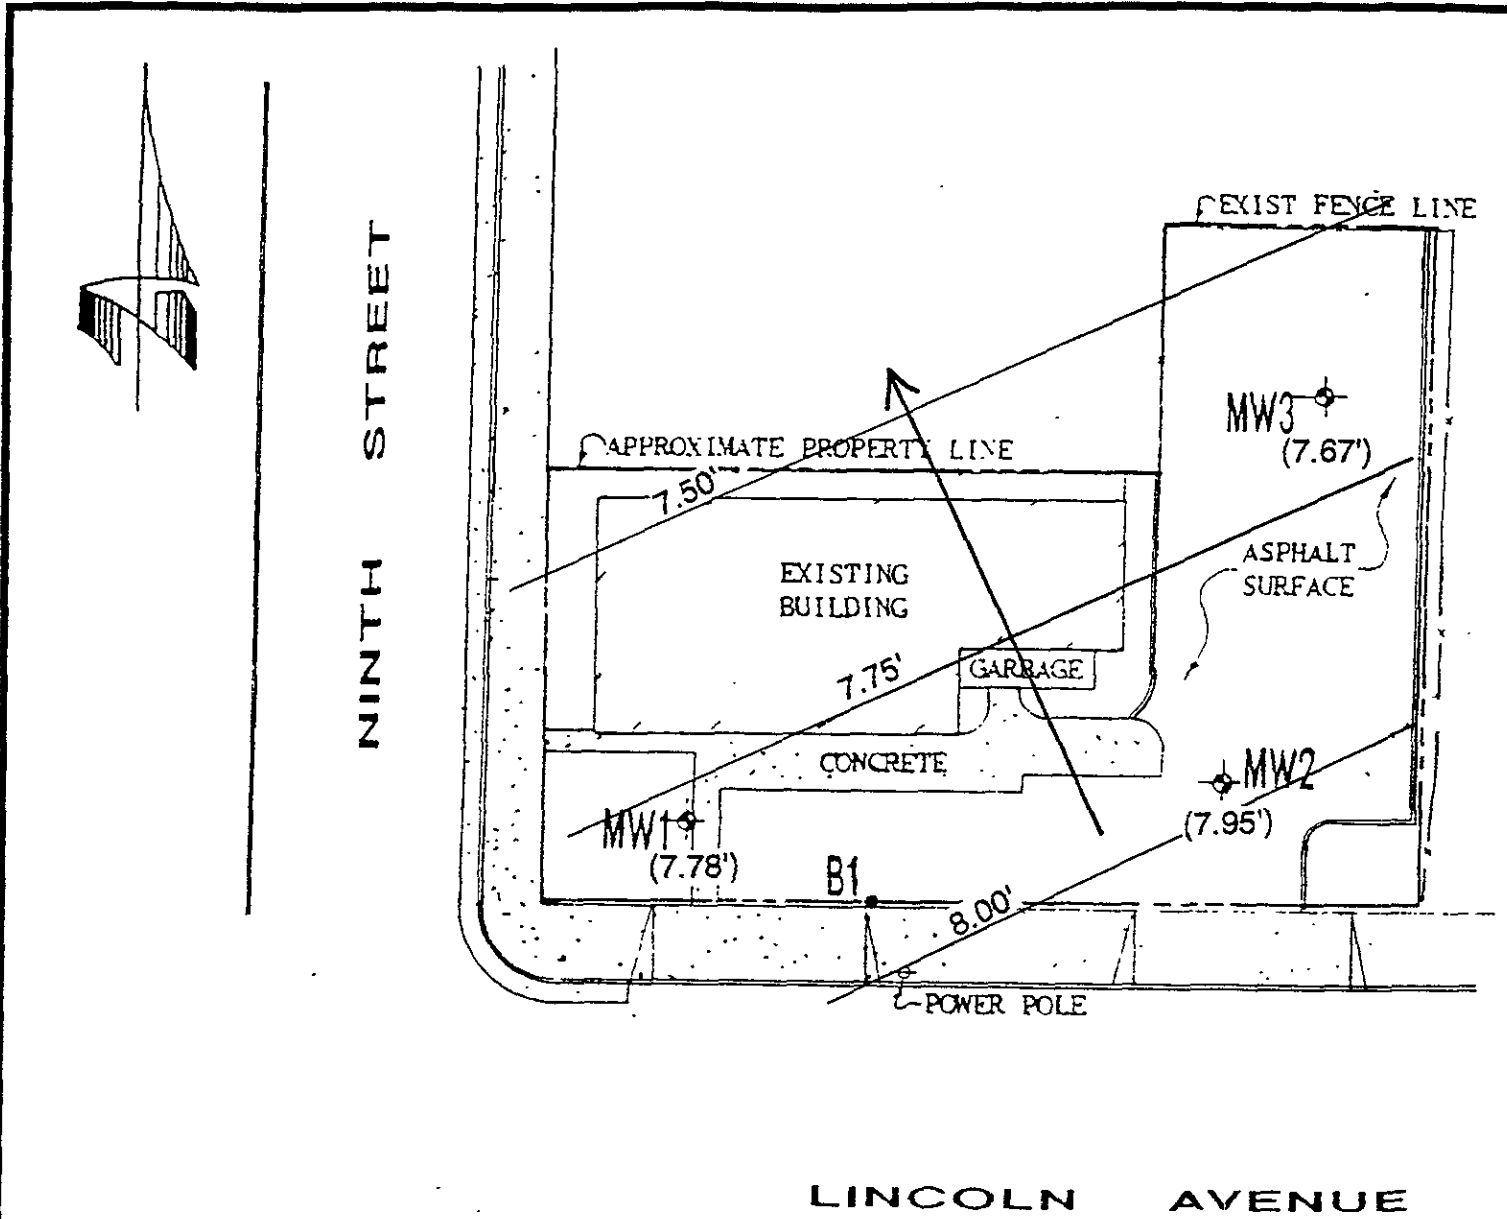 EXIST FENCE LINE
NINTH STREET
MW3
(7.67')
APPROXIMATE PROPERTY LINE
7.50'
ASPHALT
SURFACE
EXISTING
BUILDING
GARBAGE
7.75'
CONCRETE
MW2
(7.95')
MW1
(7.78')
B1
8.00'
POWER POLE
LINCOLN AVENUE